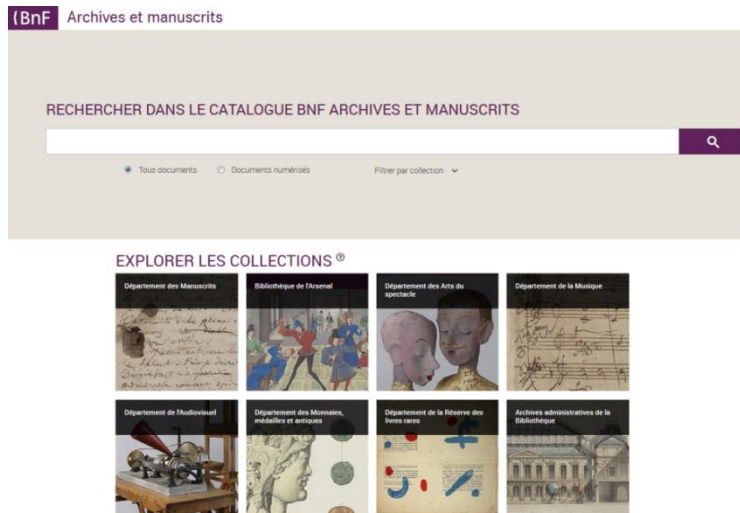 (BnF Archives et manuscrits
RECHERCHER DANS LE CATALOGUE BNF ARCHIVES ET MANUSCRITS
Tous documents Documents numérisés Filtrer par collection
EXPLORER LES COLLECTIONS
Département des Manuscrits
Bibliothèque de l'Arsenal
Département des Arts du
spectacle
Département de la Musique
Département de l'Audiovisuel
Département des Monnaies,
médailles et antiques
Département de la Réserve des
livres rares
Archives administratives de la
Bibliothèque